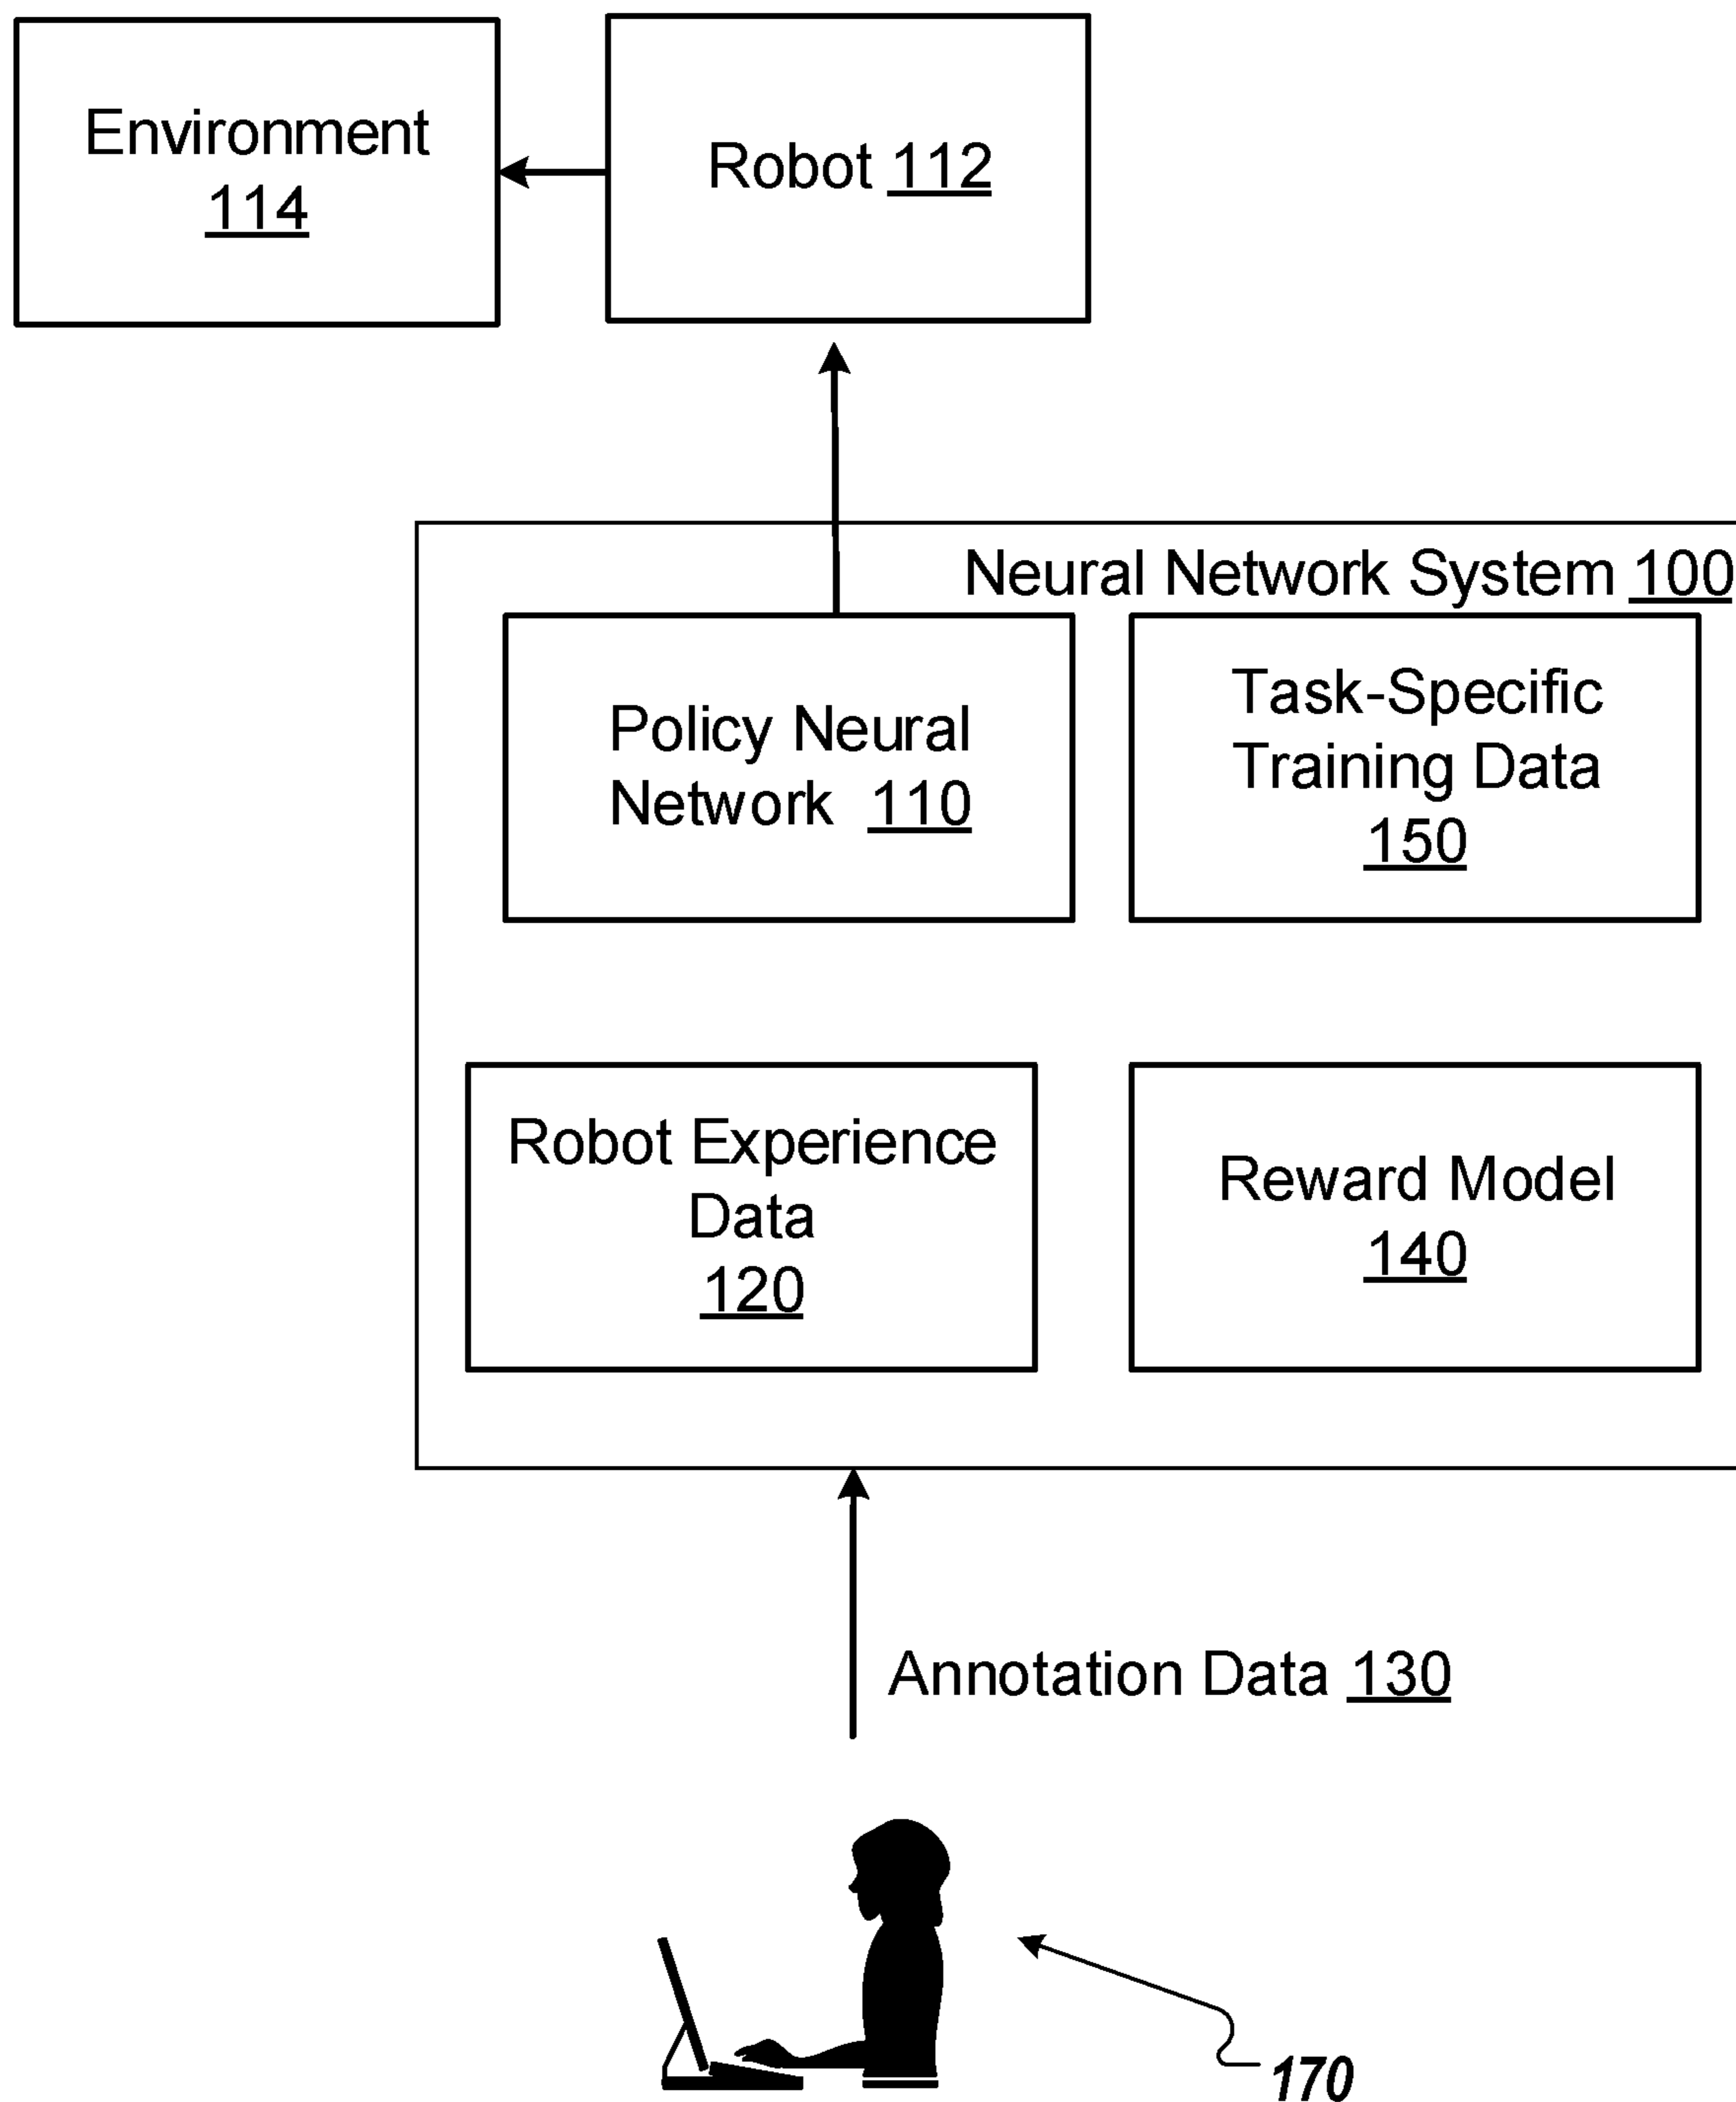 Environment
114
Robot 112
Neural Network System 100
Policy Neural
Network 110
Task-Specific
Training Data
150
Robot Experience
Data
120
Reward Model
140
Annotation Data 130
170